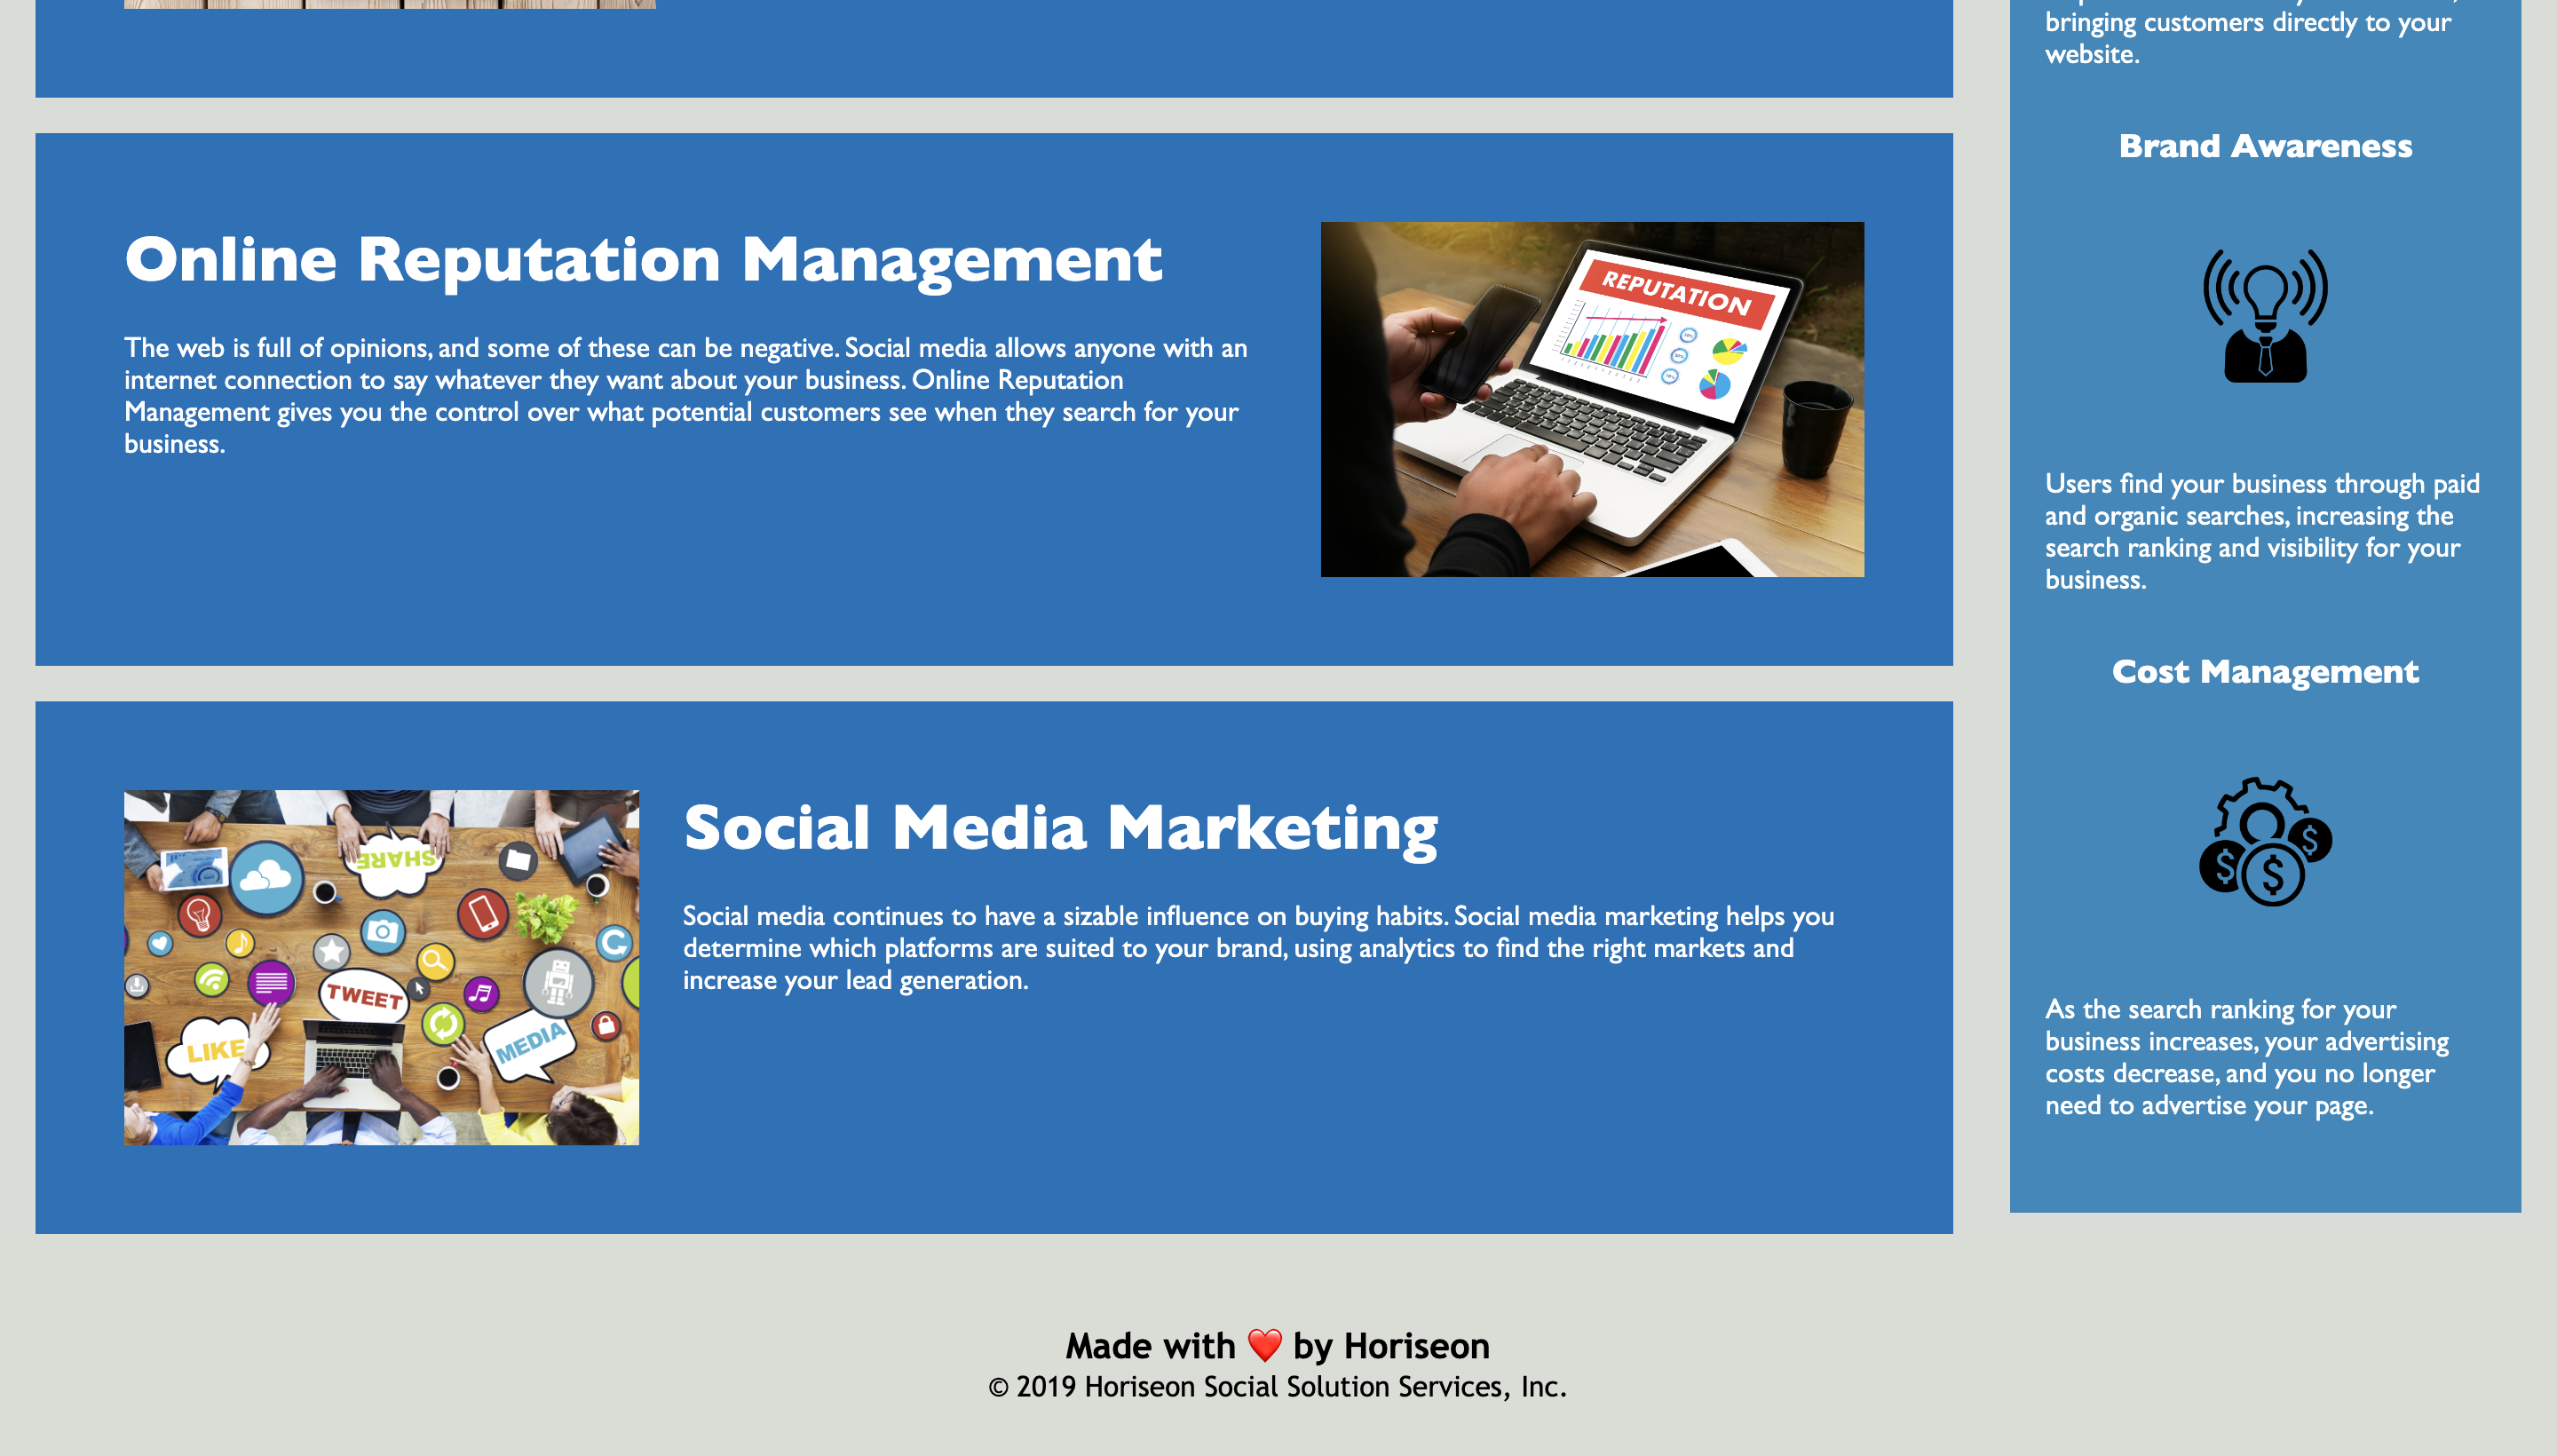 bringing customers directly to your
website.
Online Reputation Management
The web is full of opinions, and some of these can be negative. Social media allows anyone with an
internet connection to say whatever they want about your business. Online Reputation
Management gives you the control over what potential customers see when they search for your
business.
REPUTATION
Social Media Marketing
Social media continues to have a sizable influence on buying habits. Social media marketing helps you
determine which platforms are suited to your brand, using analytics to find the right markets and
increase your lead generation.
SHARE
TWEET
LIKE
MEDIA
Brand Awareness
Users find your business through paid
and organic searches, increasing the
search ranking and visibility for your
business.
Cost Management
$
$
$
As the search ranking for your
business increases, your advertising
costs decrease, and you no longer
need to advertise your page.
Made with ❤️ by Horiseon
© 2019 Horiseon Social Solution Services, Inc.